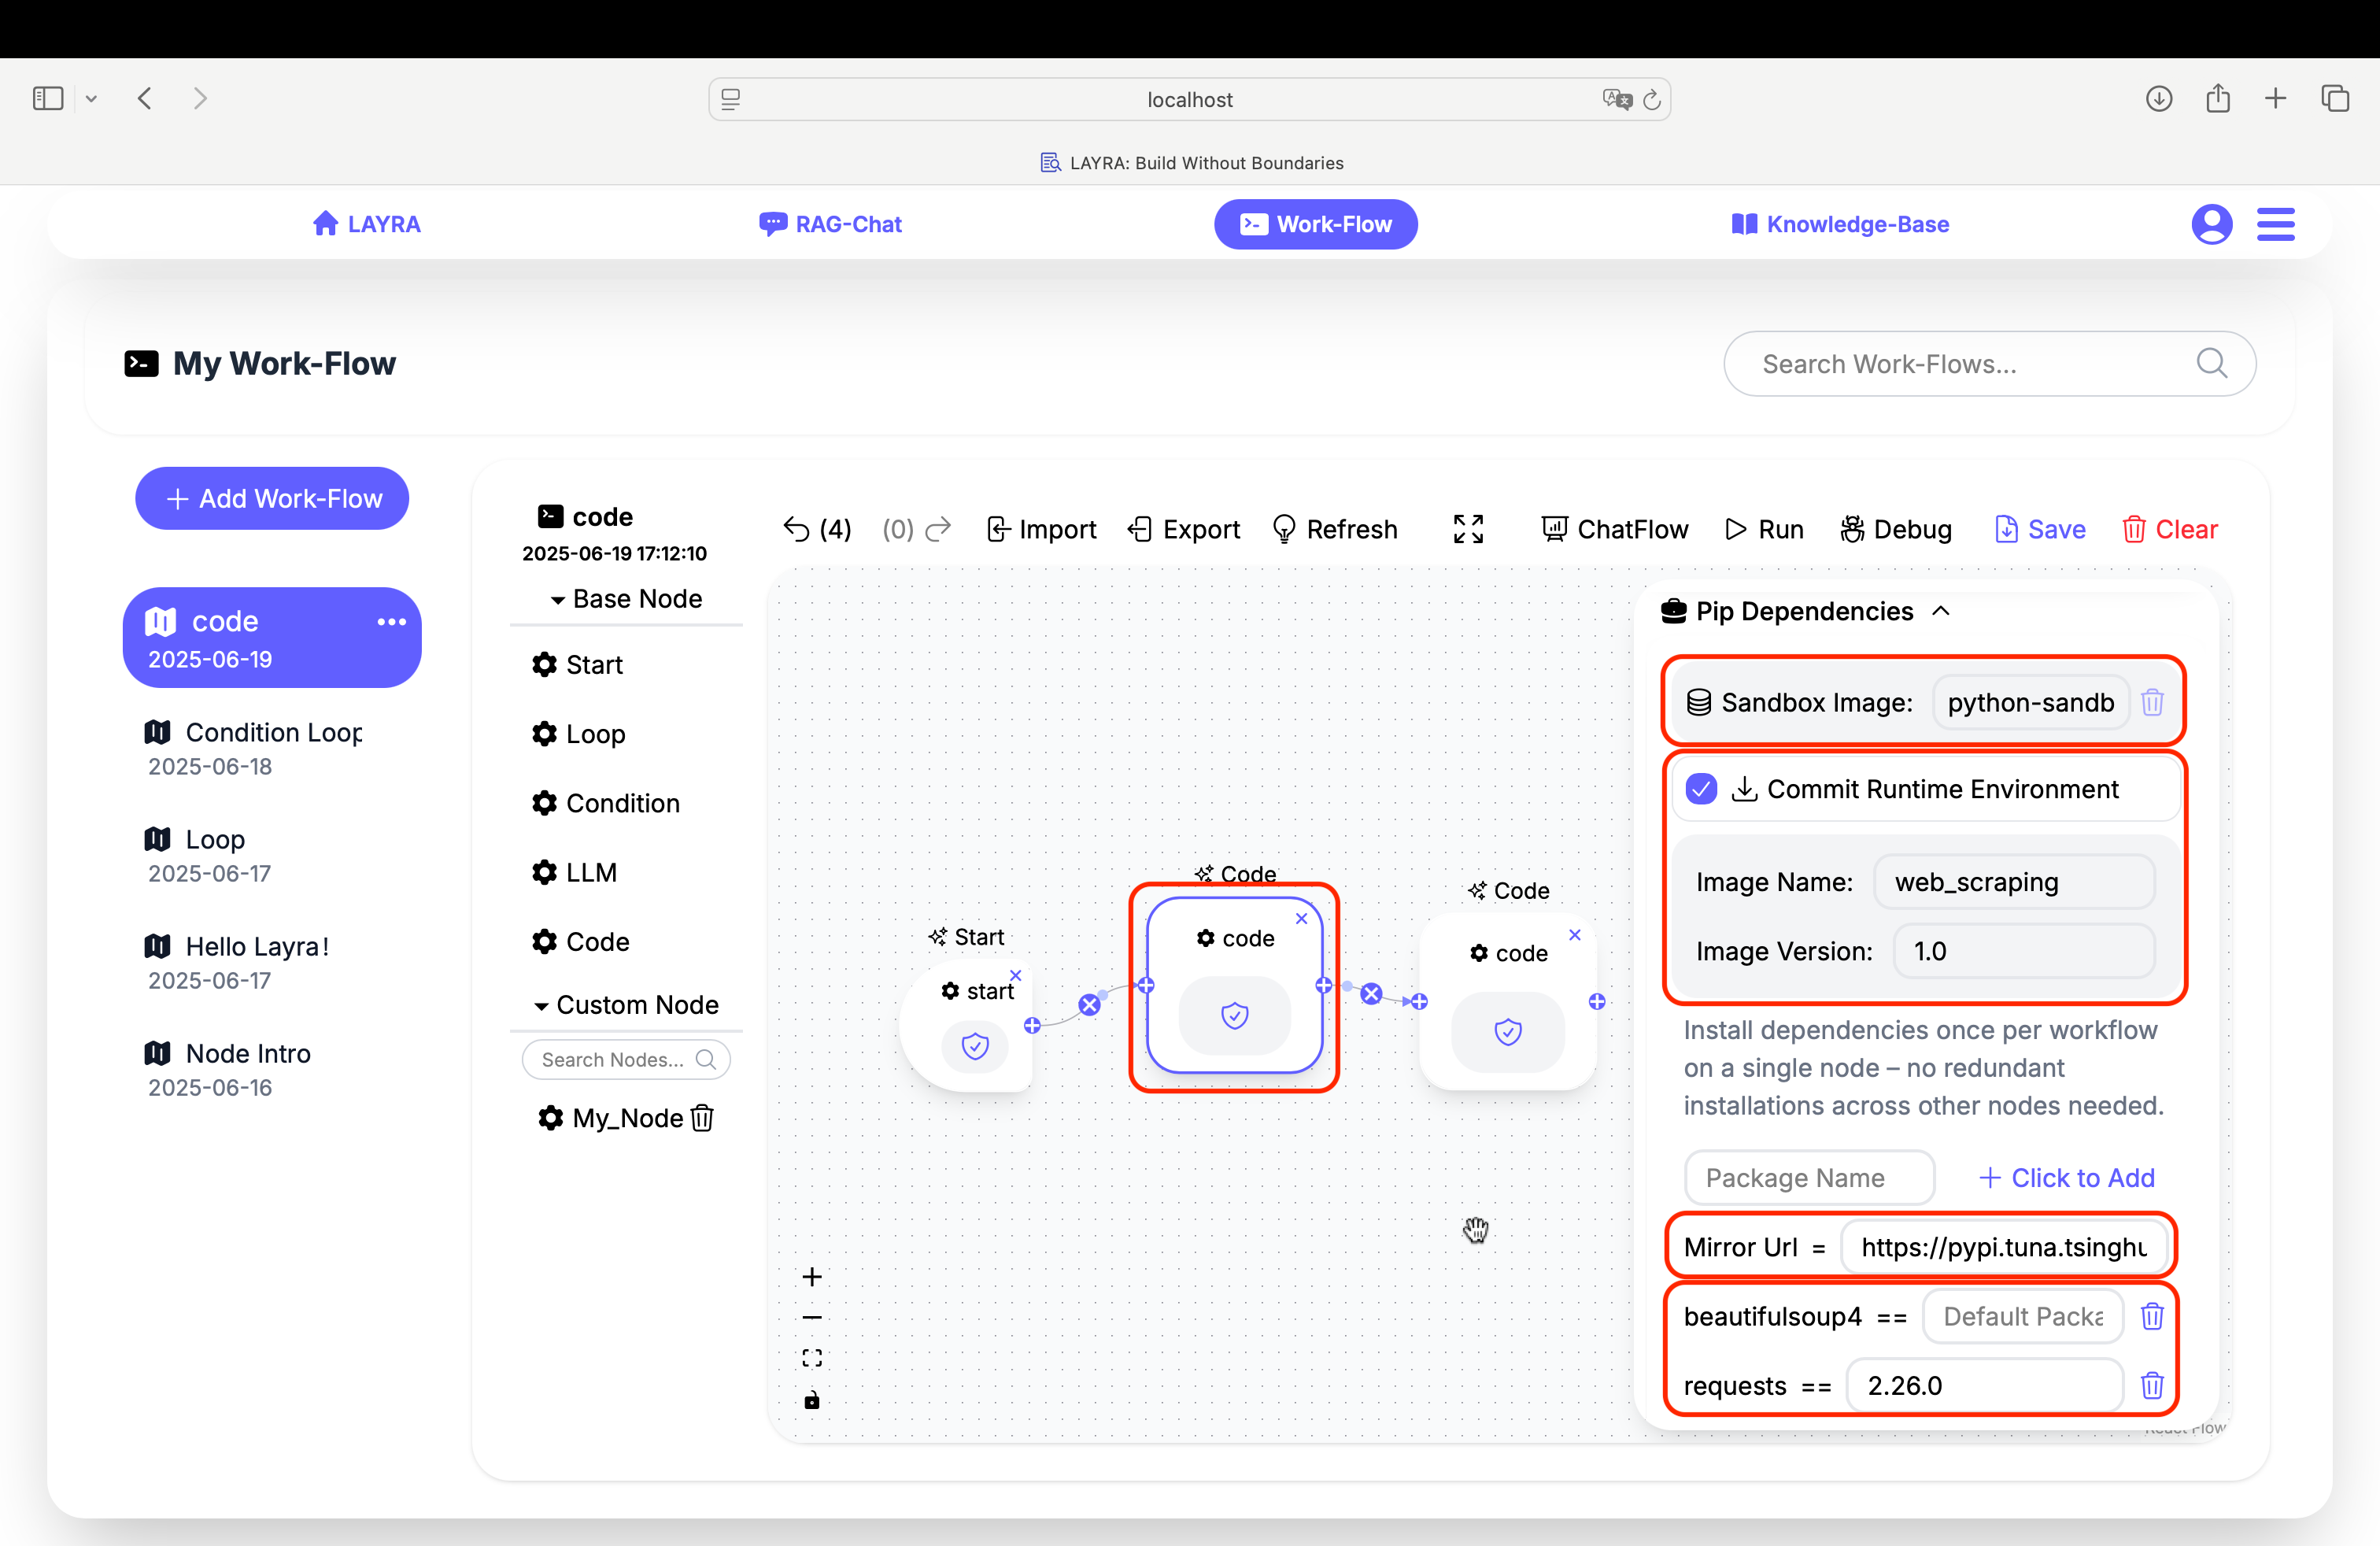 localhost
LAYRA: Build Without Boundaries
LAYRA
RAG-Chat
Work-Flow
Knowledge-Base
My Work-Flow
Search Work-Flows...
Add Work-Flow
code
2025-06-19
Condition Loop
2025-06-18
Loop
2025-06-17
Hello Layra!
2025-06-17
Node Intro
2025-06-16
code
2025-06-19 17:12:10
Base Node
Start
Loop
Condition
LLM
Code
Custom Node
Search Nodes...
My_Node
(4)
(0)
Import
Export
Refresh
ChatFlow
Run
Debug
Save
Clear
Start
start
Code
code
Code
code
Pip Dependencies
Sandbox Image: python-sandb
Commit Runtime Environment
Image Name: web_scraping
Image Version: 1.0
Install dependencies once per workflow
on a single node – no redundant
installations across other nodes needed.
Package Name
Click to Add
Mirror Url = https://pypi.tuna.tsinghu
beautifulsoup4 == Default Packa
requests == 2.26.0
React Flow